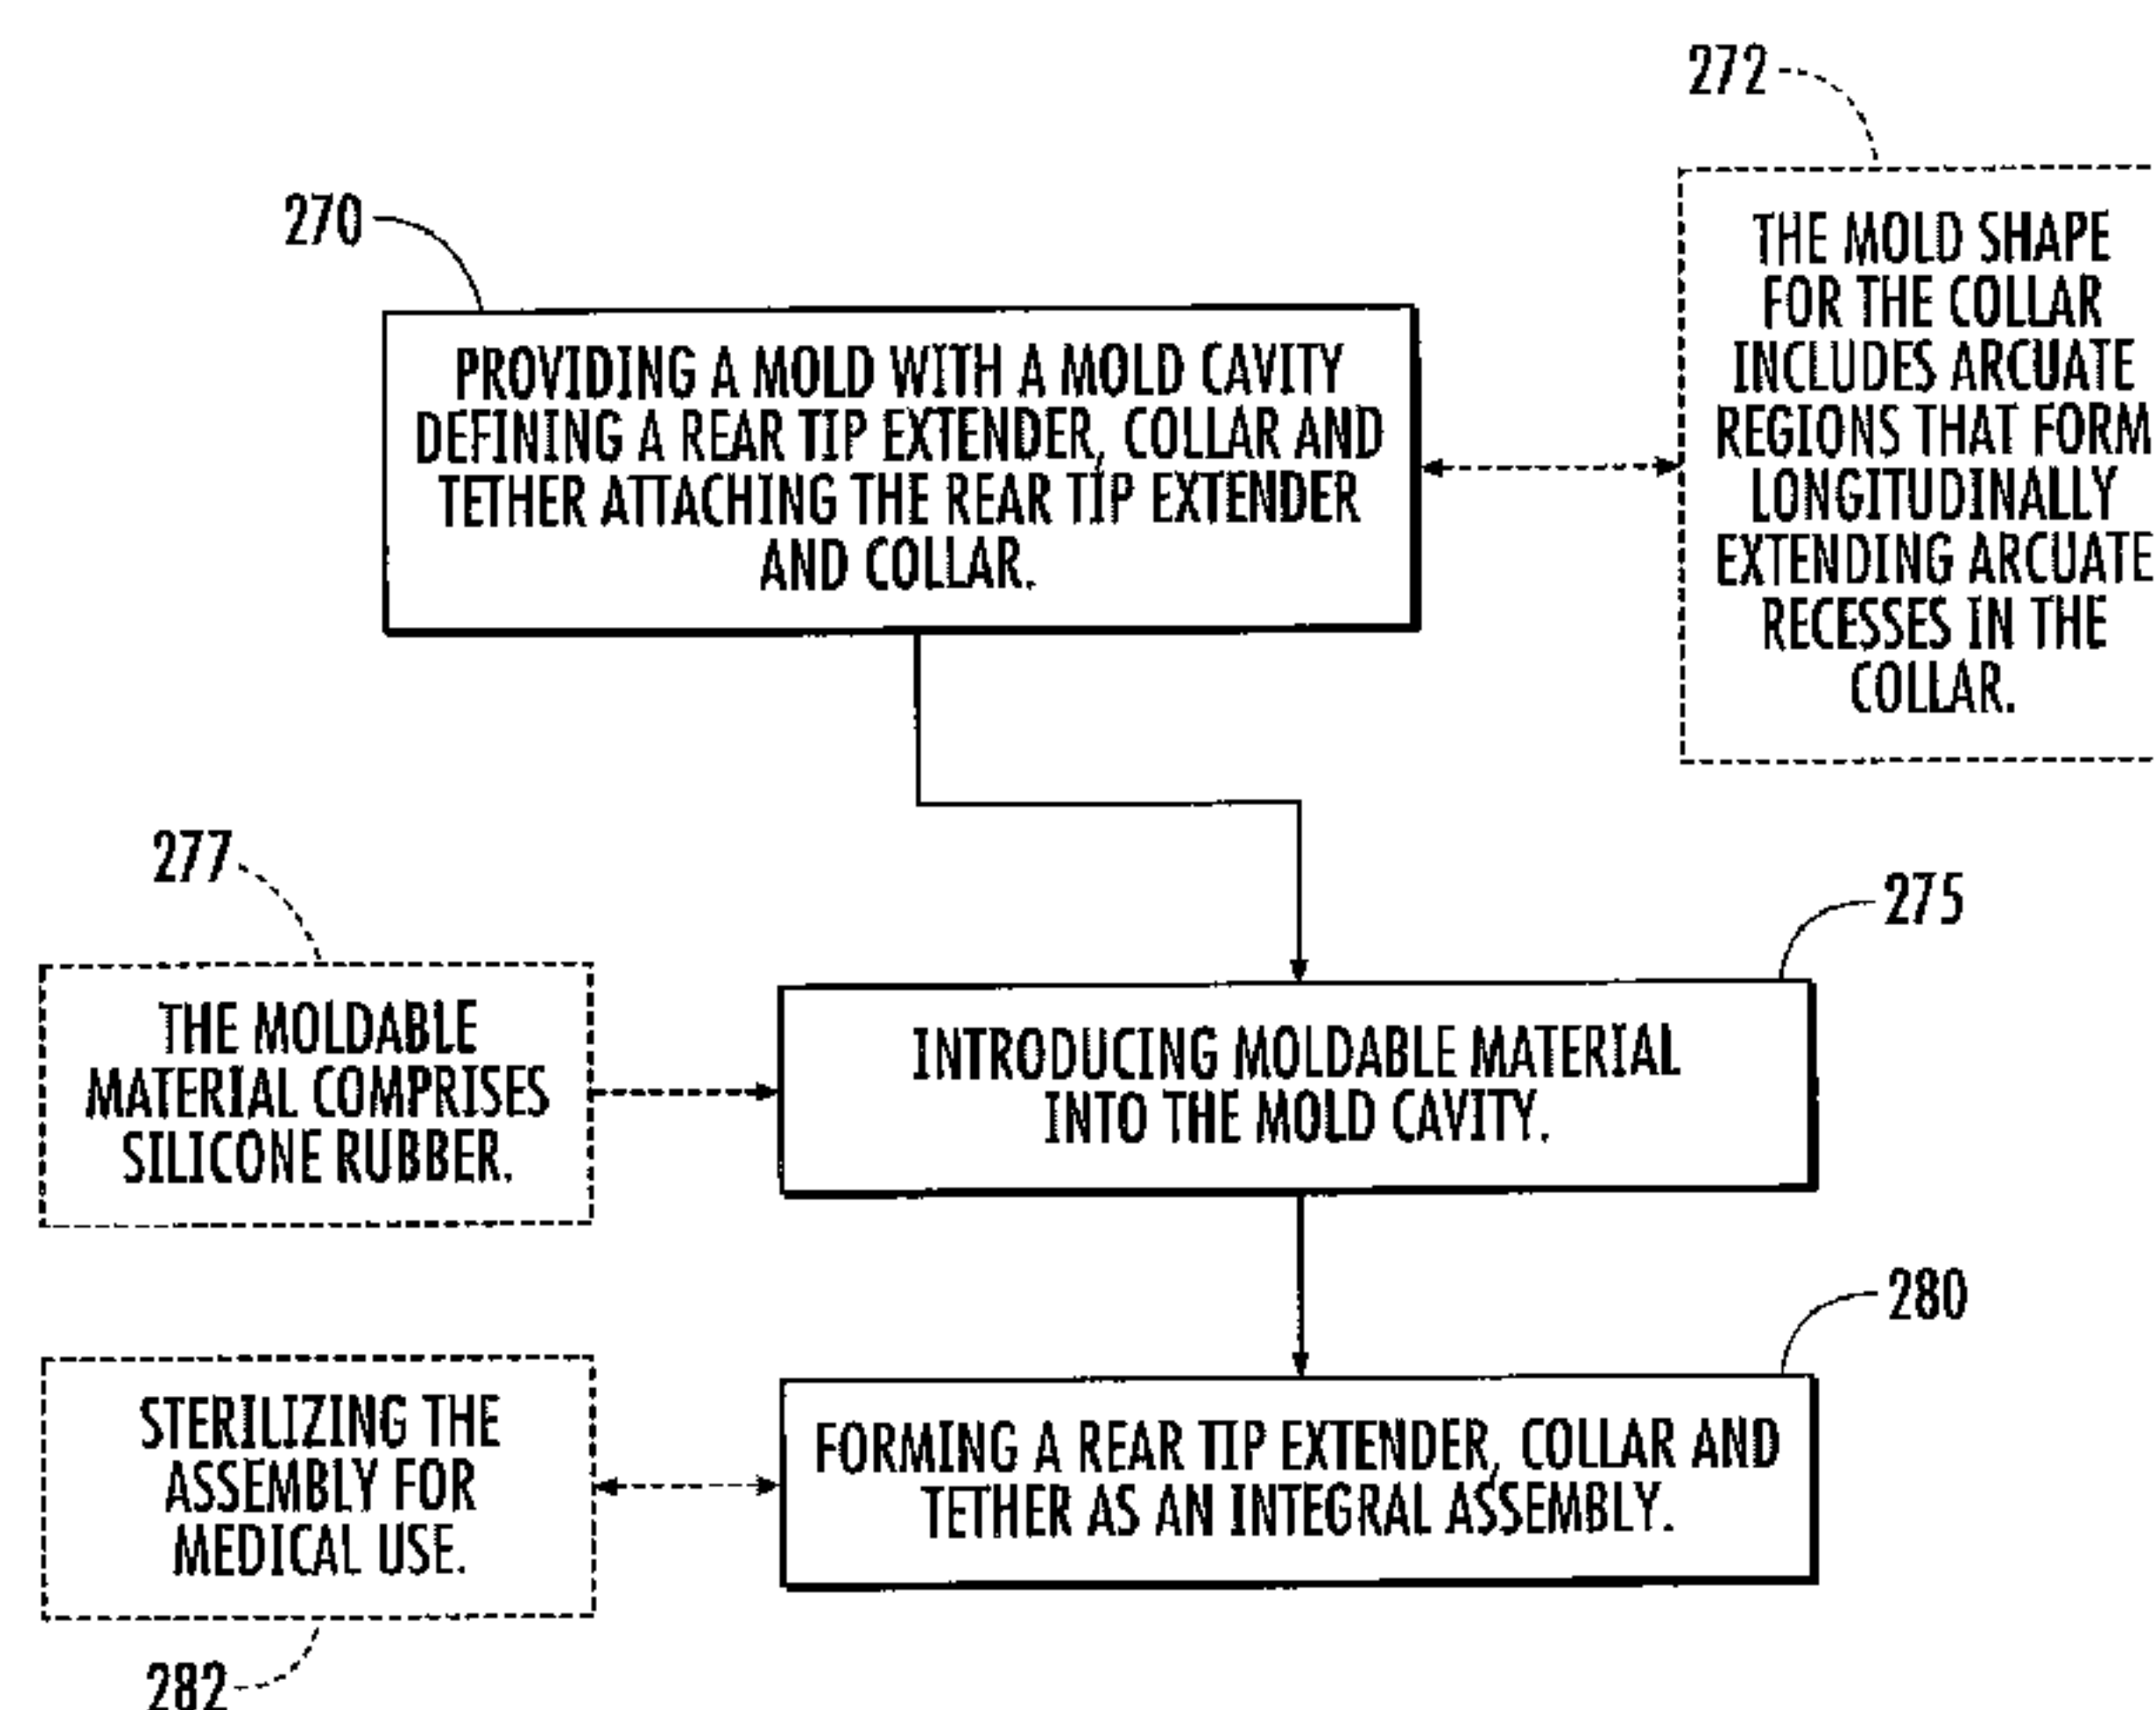 272
270
THE MOLD SHAPE
FOR THE COLLAR
INCLUDES ARCUATE
REGIONS THAT FORM
LONGITUDINALLY
EXTENDING ARCUATE
RECESSES IN THE
COLLAR.
PROVIDING A MOLD WITH A MOLD CAVITY
DEFINING A REAR TIP EXTENDER, COLLAR AND
TETHER ATTACHING THE REAR TIP EXTENDER
AND COLLAR.
277
275
THE MOLDABLE
MATERIAL COMPRISES
SILICONE RUBBER.
INTRODUCING MOLDABLE MATERIAL
INTO THE MOLD CAVITY.
280
STERILIZING THE
ASSEMBLY FOR
MEDICAL USE.
FORMING A REAR TIP EXTENDER, COLLAR AND
TETHER AS AN INTEGRAL ASSEMBLY.
282